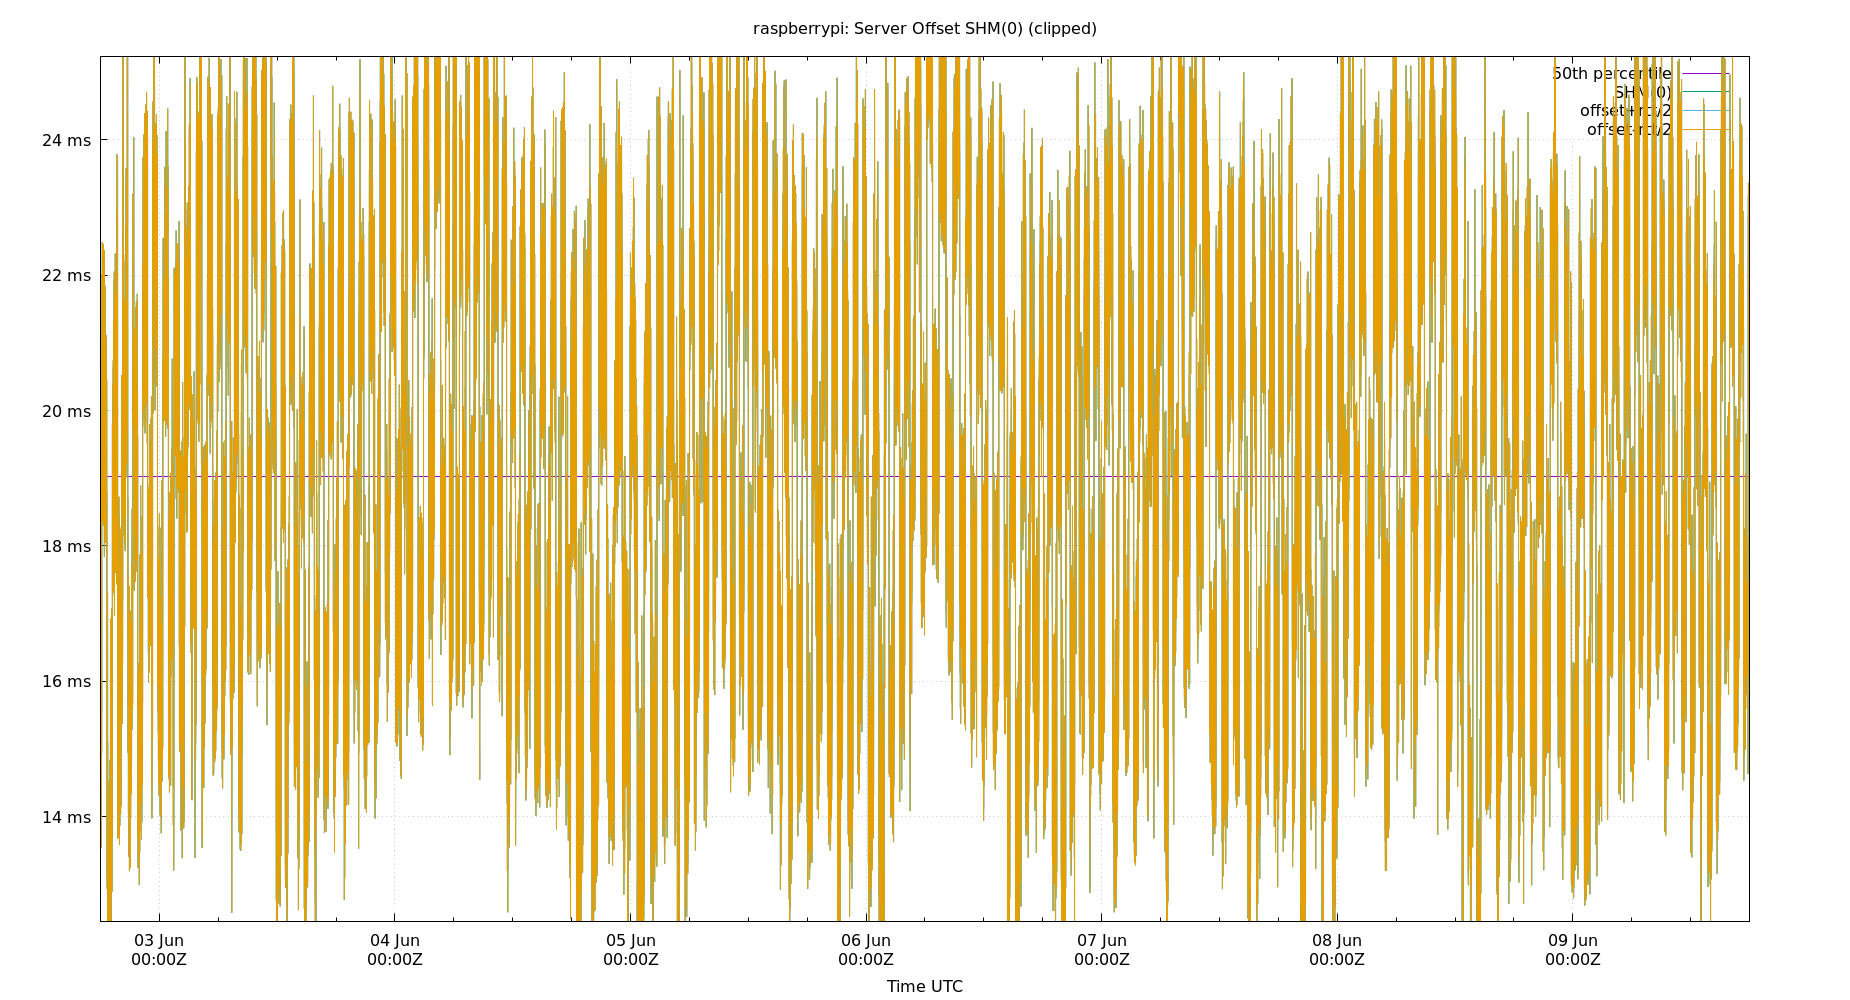 raspberrypi: Server Offset SHM(0) (clipped)
50th percentile
SHM(0)
offset+rtt/2
offset-rtt/2
24 ms
22 ms
20 ms
18 ms
16 ms
14 ms
03 Jun 04 Jun 05 Jun 06 Jun 07 Jun 08 Jun 09 Jun
00:00Z 00:00Z 00:00Z 00:00Z 00:00Z 00:00Z 00:00Z
Time UTC